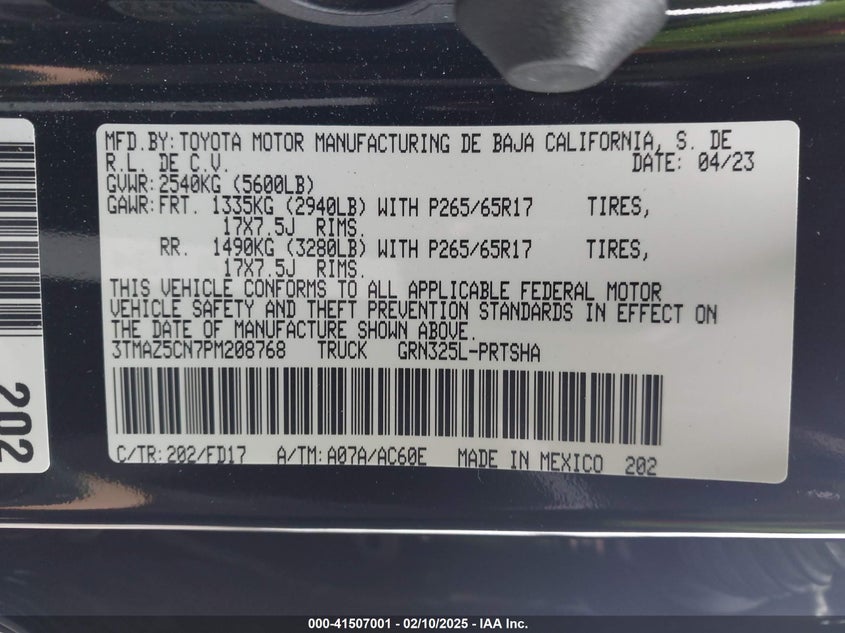 MFD.BY:TOYOTA MOTOR MANUFACTURING DE BAJA CALIFORNIA, S. DE
R.L. DE C.V. DATE: 04/23
GVWR:2540KG (5600LB)
GAWR:FRT. 1335KG (2940LB) WITH P265/65R17 TIRES,
17X7.5J RIMS.
RR. 1490KG (3280LB) WITH P265/65R17 TIRES,
17X7.5J RIMS.
THIS VEHICLE CONFORMS TO ALL APPLICABLE FEDERAL MOTOR
VEHICLE SAFETY AND THEFT PREVENTION STANDARDS IN EFFECT ON
THE DATE OF MANUFACTURE SHOWN ABOVE.
3TMAZ5CN7PM208768 TRUCK GRN325L-PRTSHA
C/TR:202/FD17 A/TM:A07A/AC60E MADE IN MEXICO 202
202
000-41507001 / 02/10/2025 - IAA Inc.